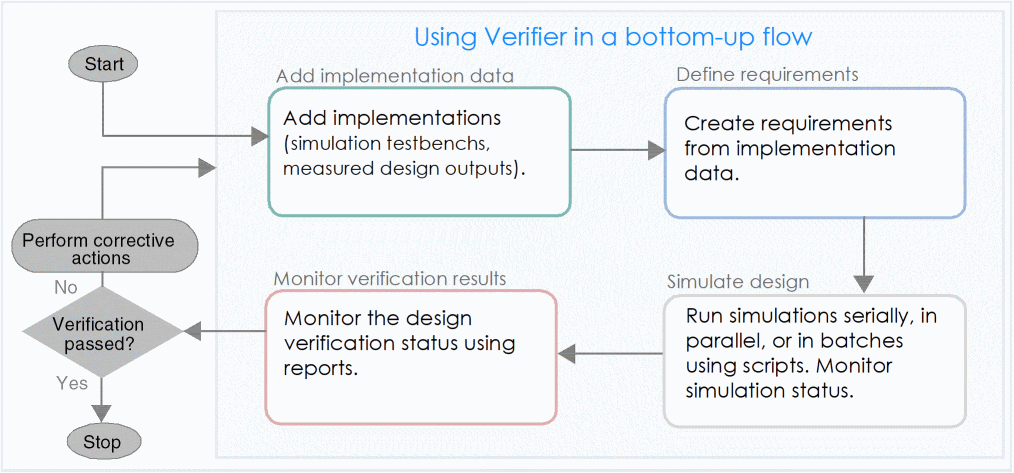 Using Verifier in a bottom-up flow
Start
Add implementation data
Add implementations
(simulation testbenchs,
measured design outputs).
Define requirements
Create requirements
from implementation
data.
Simulate design
Run simulations serially, in
parallel, or in batches
using scripts. Monitor
simulation status.
Monitor verification results
Monitor the design
verification status using
reports.
Perform corrective
actions
No
Verification
passed?
Yes
Stop